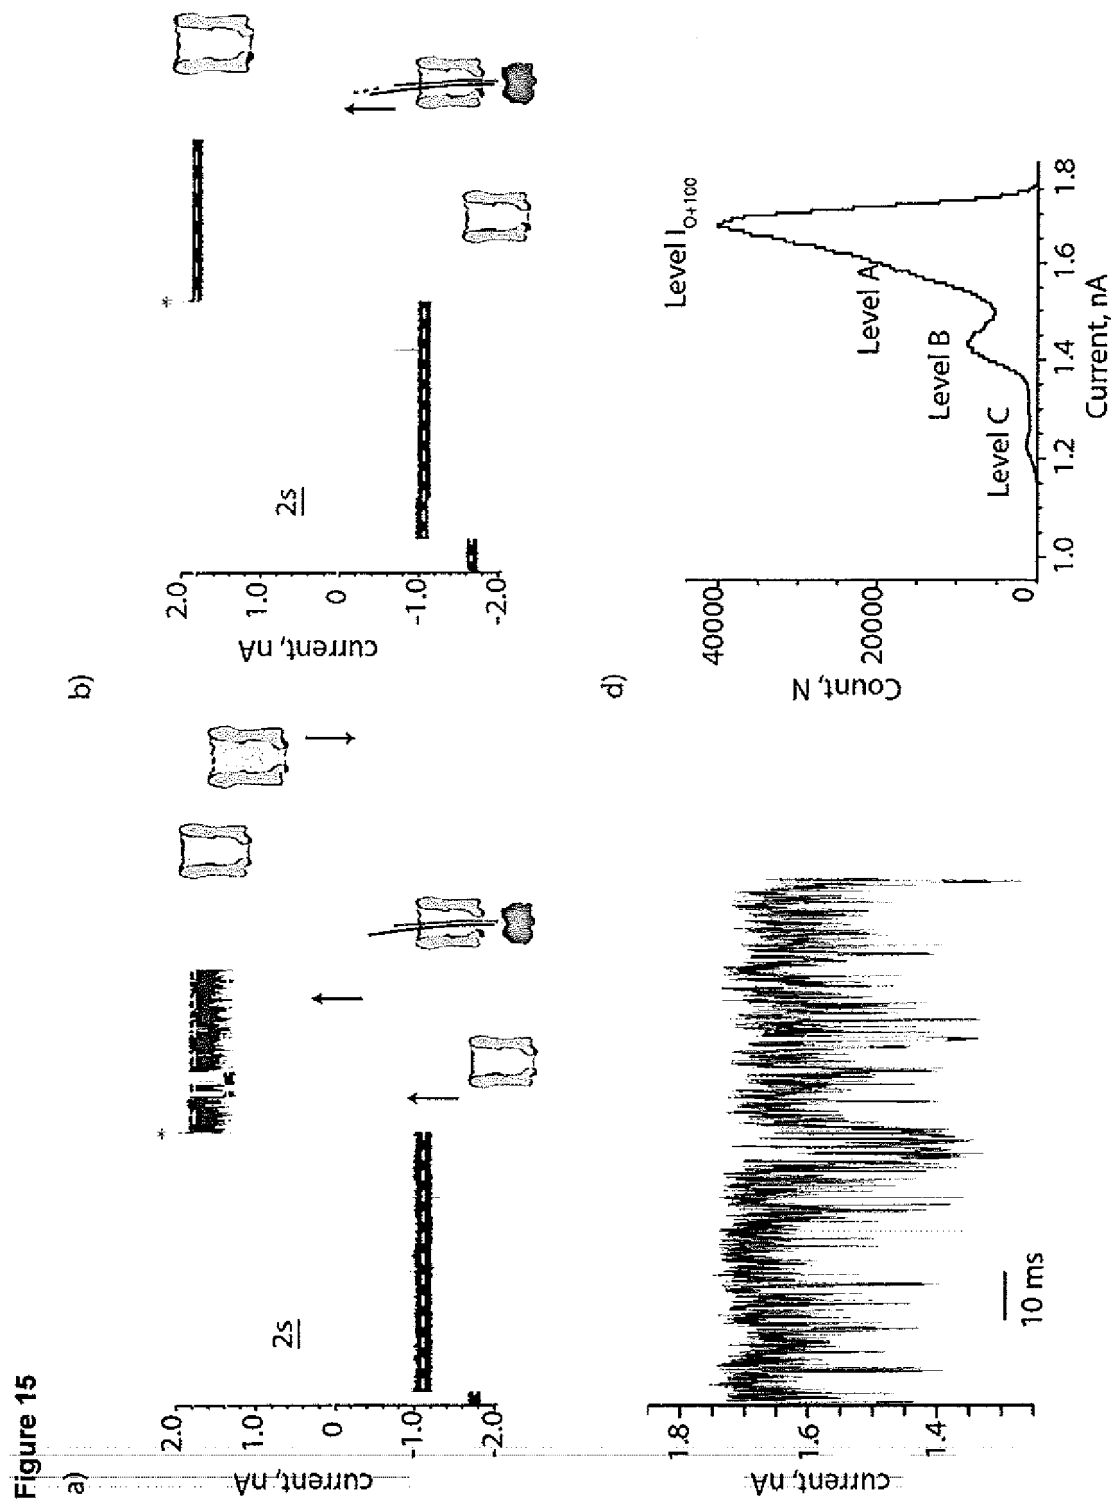 Figure 15
a)
current, nA
2.0
1.0
0
-1.0
-2.0
2s
*
b)
current, nA
2.0
1.0
0
-1.0
-2.0
2s
*
current, nA
1.8
1.6
1.4
10 ms
d)
Count, N
40000
20000
0
Level I O+100
Level A
Level B
Level C
1.0 1.2 1.4 1.6 1.8
Current, nA